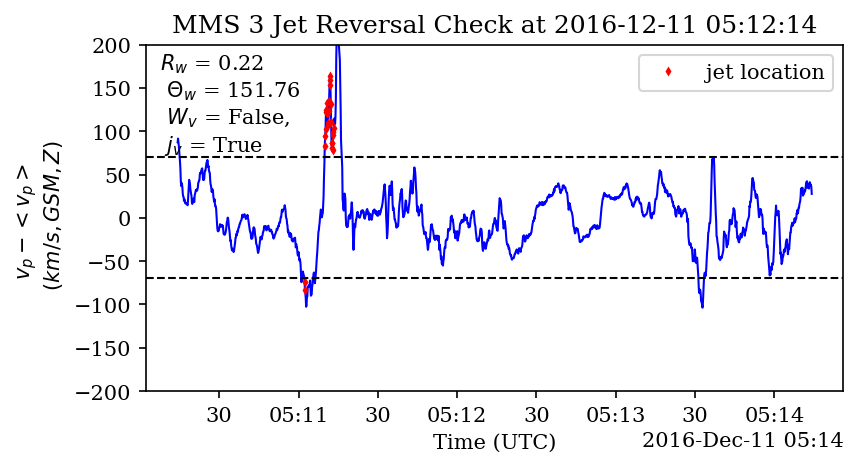 MMS 3 Jet Reversal Check at 2016-12-11 05:12:14
R_w = 0.22
Θ_w = 151.76
W_v = False,
j_v = True
jet location
v_p − < v_p >
(km/s, GSM, Z)
200
150
100
50
0
−50
−100
−150
−200
30 05:11 30 05:12 30 05:13 30 05:14
Time (UTC)
2016-Dec-11 05:14